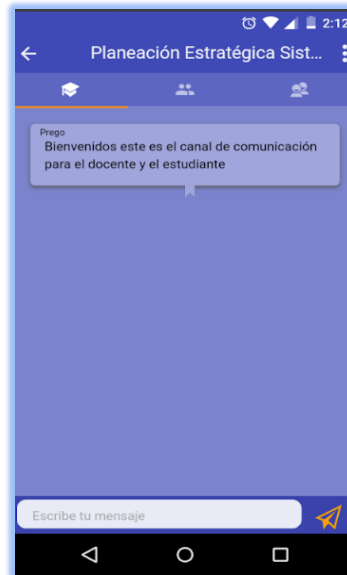 2:12
Planeación Estratégica Sist...
Prego
Bienvenidos este es el canal de comunicación
para el docente y el estudiante
Escribe tu mensaje